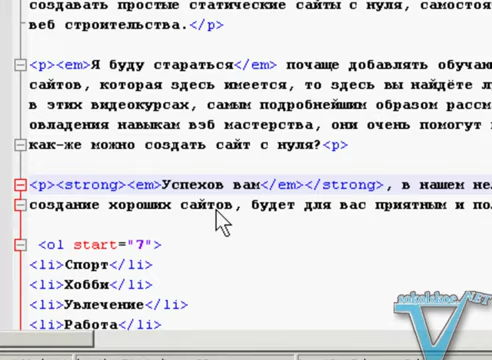 создавать простые статические сайты с нуля, самостоя
веб строительства.</p>
<p><em>Я буду стараться</em> почаще добавлять обучаю
сайтов, которая здесь имеется, то здесь вы найдёте л
в этих видеокурсах, самым подробнейшим образом рассм
овладения навыкам вэб мастерства, они очень помогут
как-же можно создать сайт с нуля?<p>
<p><strong><em>Успехов вам</em></strong>, в нашем не
создание хороших сайтов, будет для вас приятным и по
<ol start="7">
<li>Спорт</li>
<li>Хобби</li>
<li>Увлечение</li>
<li>Работа</li>